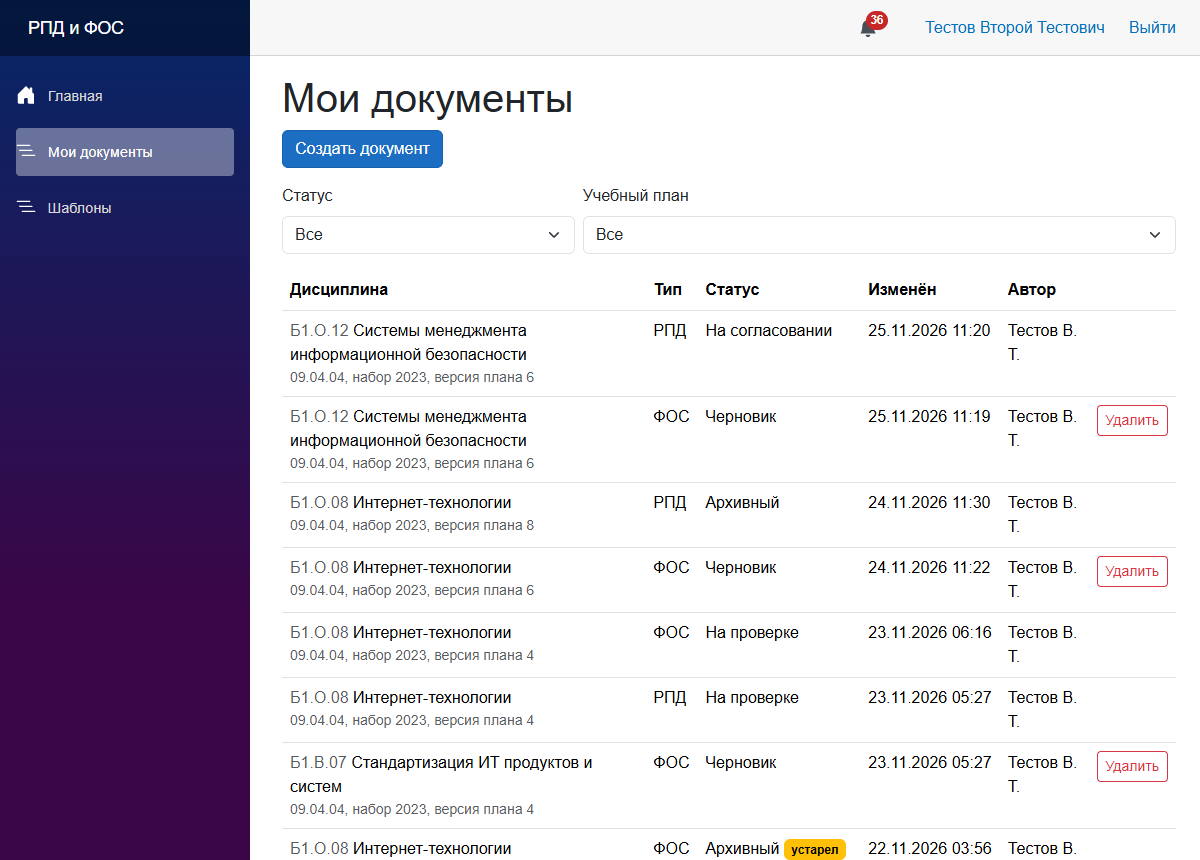 РПД и ФОС
36
Тестов Второй Тестович
Выйти
Главная
Мои документы
Шаблоны
Мои документы
Создать документ
Статус
Учебный план
Все
Все
Дисциплина Тип Статус Изменён Автор
Б1.О.12 Системы менеджмента РПД На согласовании 25.11.2026 11:20 Тестов В.
информационной безопасности Т.
09.04.04, набор 2023, версия плана 6
Б1.О.12 Системы менеджмента ФОС Черновик 25.11.2026 11:19 Тестов В. Удалить
информационной безопасности Т.
09.04.04, набор 2023, версия плана 6
Б1.О.08 Интернет-технологии РПД Архивный 24.11.2026 11:30 Тестов В.
09.04.04, набор 2023, версия плана 8 Т.
Б1.О.08 Интернет-технологии ФОС Черновик 24.11.2026 11:22 Тестов В. Удалить
09.04.04, набор 2023, версия плана 6 Т.
Б1.О.08 Интернет-технологии ФОС На проверке 23.11.2026 06:16 Тестов В.
09.04.04, набор 2023, версия плана 4 Т.
Б1.О.08 Интернет-технологии РПД На проверке 23.11.2026 05:27 Тестов В.
09.04.04, набор 2023, версия плана 4 Т.
Б1.В.07 Стандартизация ИТ продуктов и ФОС Черновик 23.11.2026 05:27 Тестов В. Удалить
систем Т.
09.04.04, набор 2023, версия плана 4
Б1.О.08 Интернет-технологии ФОС Архивный устарел 22.11.2026 03:56 Тестов В.